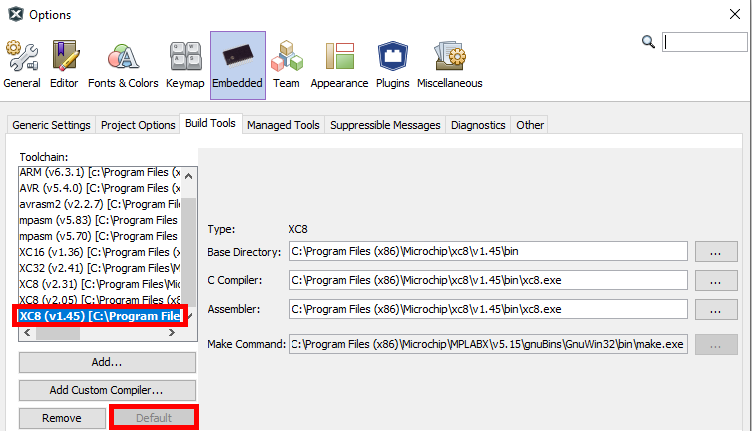 Options
General Editor Fonts & Colors Keymap Embedded Team Appearance Plugins Miscellaneous
Generic Settings Project Options Build Tools Managed Tools Suppressible Messages Diagnostics Other
Toolchain:
ARM (v6.3.1) [c:\Program Files (x
AVR (v5.4.0) [c:\Program Files (x
avrasm2 (v2.2.7) [c:\Program
mpasm (v5.83) [C:\Program Files
mpasm (v5.70) [C:\Program Files
XC16 (v1.36) [C:\Program Files (x
XC32 (v2.41) [C:\Program Files\M
XC8 (v2.31) [C:\Program Files\Mic
XC8 (v2.05) [C:\Program Files (x8
XC8 (v1.45) [C:\Program File
Add...
Add Custom Compiler...
Remove Default
Type: XC8
Base Directory: C:\Program Files (x86)\Microchip\xc8\v1.45\bin ...
C Compiler: C:\Program Files (x86)\Microchip\xc8\v1.45\bin\xc8.exe ...
Assembler: C:\Program Files (x86)\Microchip\xc8\v1.45\bin\xc8.exe ...
Make Command: C:\Program Files (x86)\Microchip\MPLABX\v5.15\gnuBins\GnuWin32\bin\make.exe ...